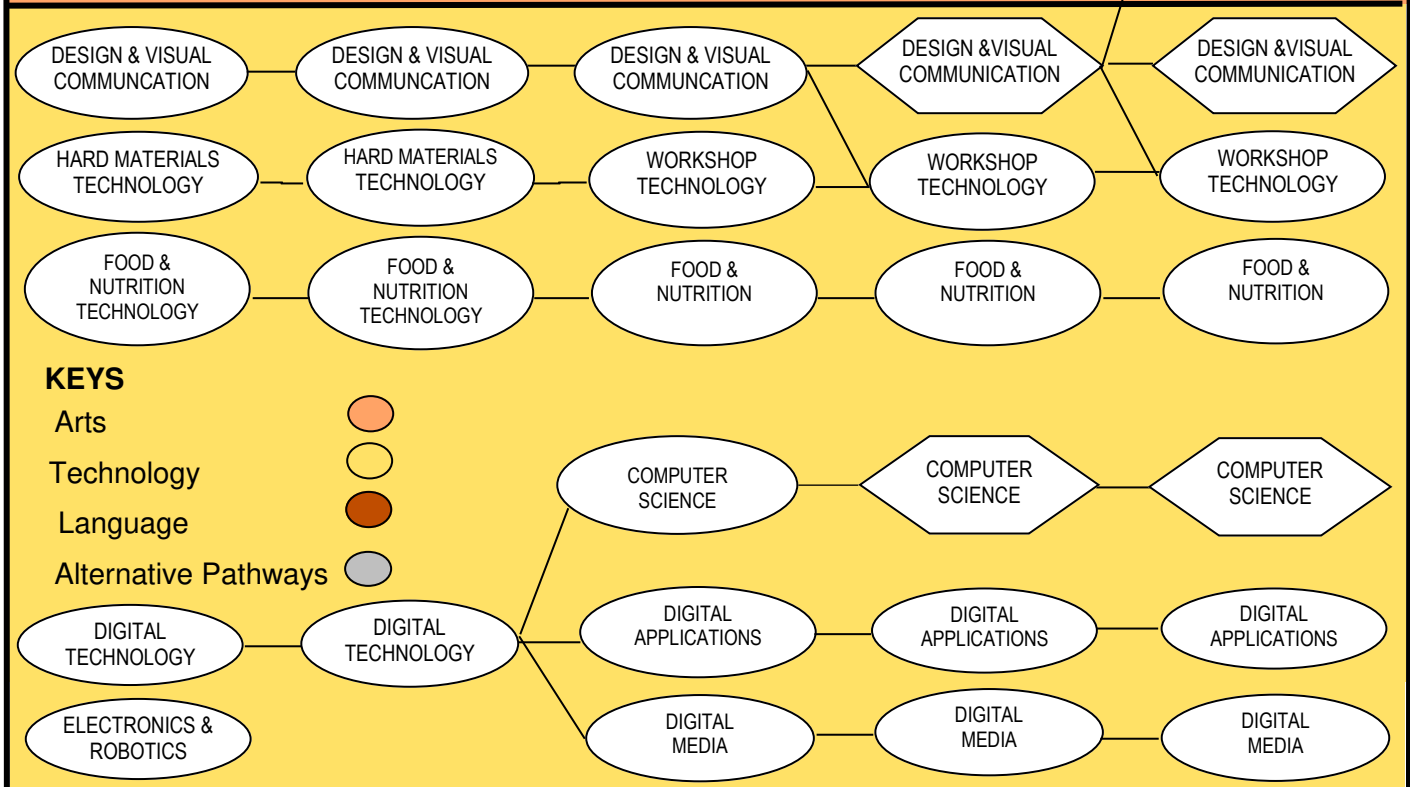 DESIGN & VISUAL
COMMUNCATION
DESIGN & VISUAL
COMMUNCATION
DESIGN & VISUAL
COMMUNCATION
DESIGN &VISUAL
COMMUNICATION
DESIGN &VISUAL
COMMUNICATION
HARD MATERIALS
TECHNOLOGY
HARD MATERIALS
TECHNOLOGY
WORKSHOP
TECHNOLOGY
WORKSHOP
TECHNOLOGY
WORKSHOP
TECHNOLOGY
FOOD &
NUTRITION
TECHNOLOGY
FOOD &
NUTRITION
TECHNOLOGY
FOOD &
NUTRITION
FOOD &
NUTRITION
FOOD &
NUTRITION
KEYS
Arts
Technology
Language
Alternative Pathways
COMPUTER
SCIENCE
COMPUTER
SCIENCE
COMPUTER
SCIENCE
DIGITAL
TECHNOLOGY
DIGITAL
TECHNOLOGY
DIGITAL
APPLICATIONS
DIGITAL
APPLICATIONS
DIGITAL
APPLICATIONS
ELECTRONICS &
ROBOTICS
DIGITAL
MEDIA
DIGITAL
MEDIA
DIGITAL
MEDIA